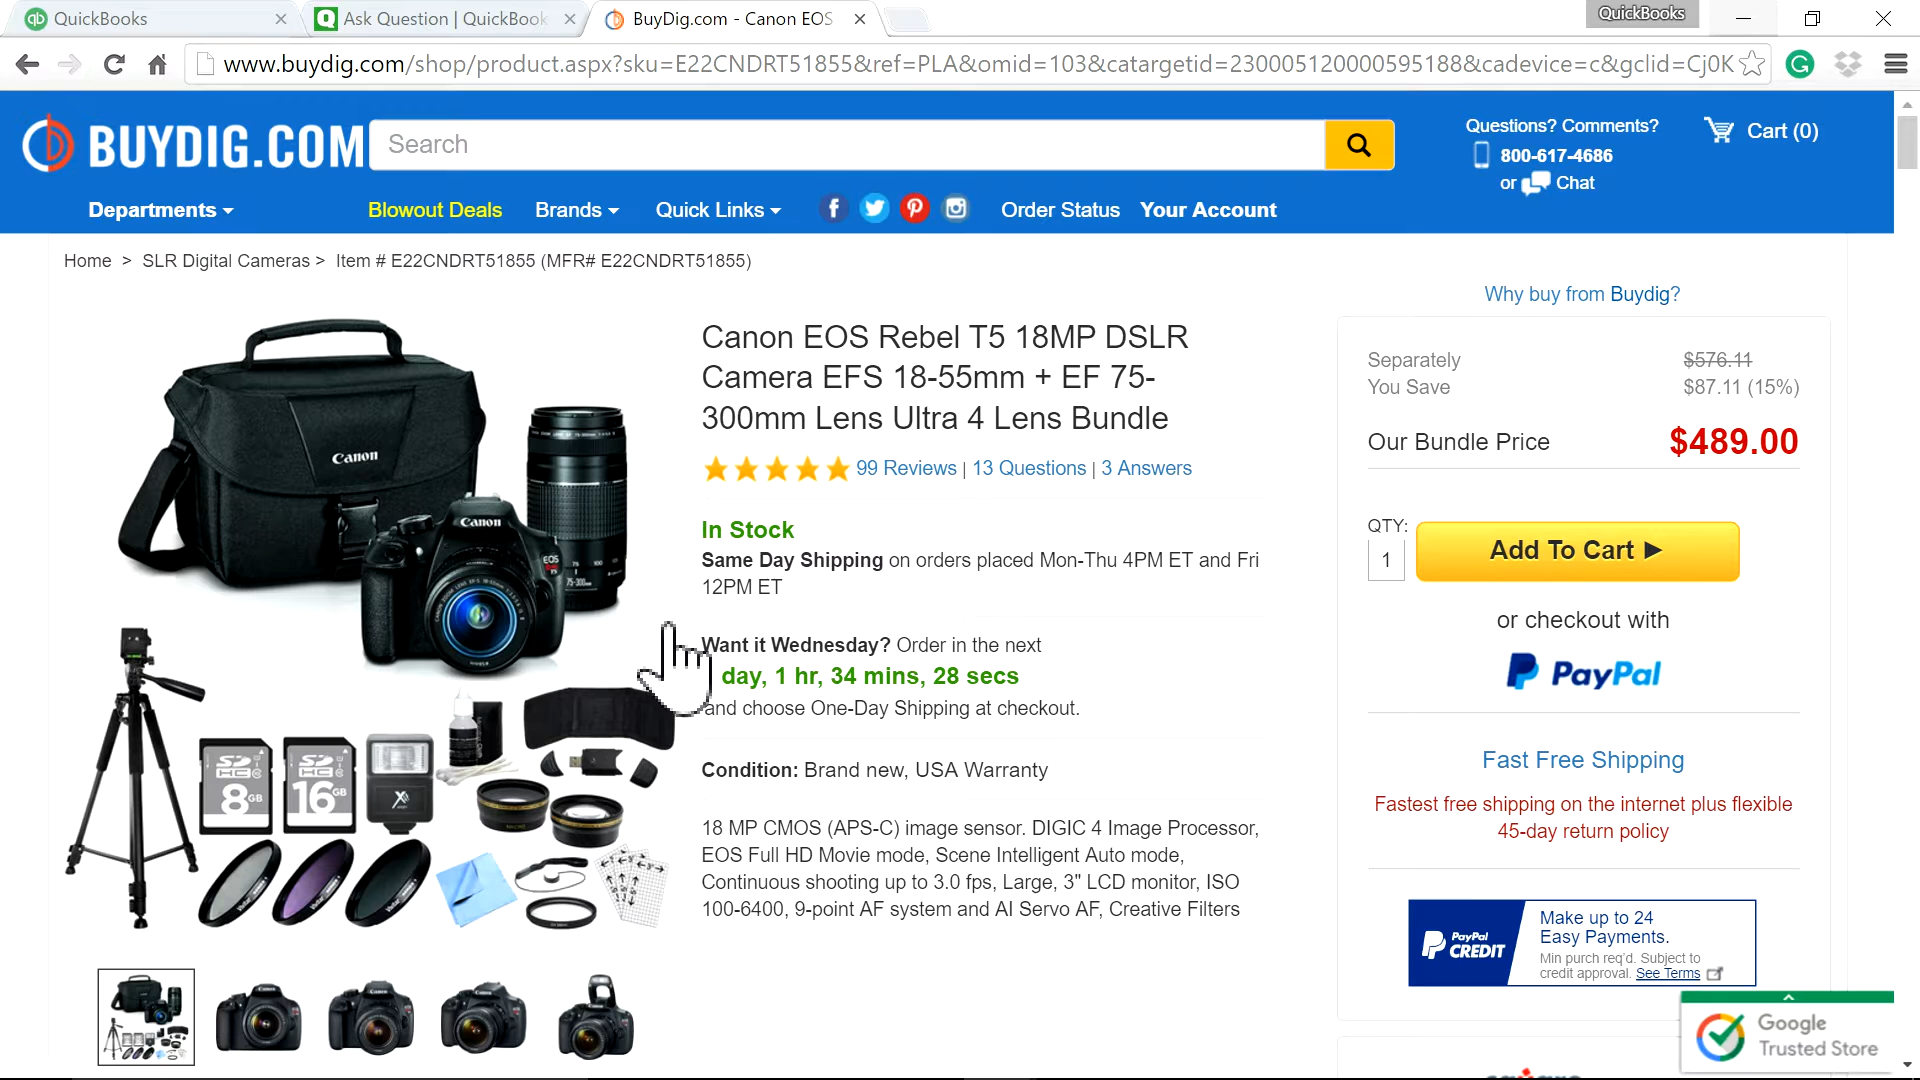 QuickBooks
Ask Question | QuickBook
BuyDig.com - Canon EOS
QuickBooks
www.buydig.com/shop/product.aspx?sku=E22CNDRT51855&ref=PLA&omid=103&catargetid=230005120000595188&cadevice=c&gclid=Cj0K
BUYDIG.COM
Search
Questions? Comments?
800-617-4686
or Chat
Cart (0)
Departments
Blowout Deals
Brands
Quick Links
Order Status
Your Account
Home > SLR Digital Cameras > Item # E22CNDRT51855 (MFR# E22CNDRT51855)
Canon
Canon
EOS
75-300
8GB
16GB
Canon EOS Rebel T5 18MP DSLR
Camera EFS 18-55mm + EF 75-
300mm Lens Ultra 4 Lens Bundle
99 Reviews | 13 Questions | 3 Answers
In Stock
Same Day Shipping on orders placed Mon-Thu 4PM ET and Fri
12PM ET
Want it Wednesday? Order in the next
day, 1 hr, 34 mins, 28 secs
and choose One-Day Shipping at checkout.
Condition: Brand new, USA Warranty
18 MP CMOS (APS-C) image sensor. DIGIC 4 Image Processor,
EOS Full HD Movie mode, Scene Intelligent Auto mode,
Continuous shooting up to 3.0 fps, Large, 3" LCD monitor, ISO
100-6400, 9-point AF system and AI Servo AF, Creative Filters
Why buy from Buydig?
Separately $576.11
You Save $87.11 (15%)
Our Bundle Price $489.00
QTY:
1
Add To Cart
or checkout with
PayPal
Fast Free Shipping
Fastest free shipping on the internet plus flexible
45-day return policy
PayPal
CREDIT
Make up to 24
Easy Payments.
Min purch req'd. Subject to
credit approval. See Terms
Google
Trusted Store